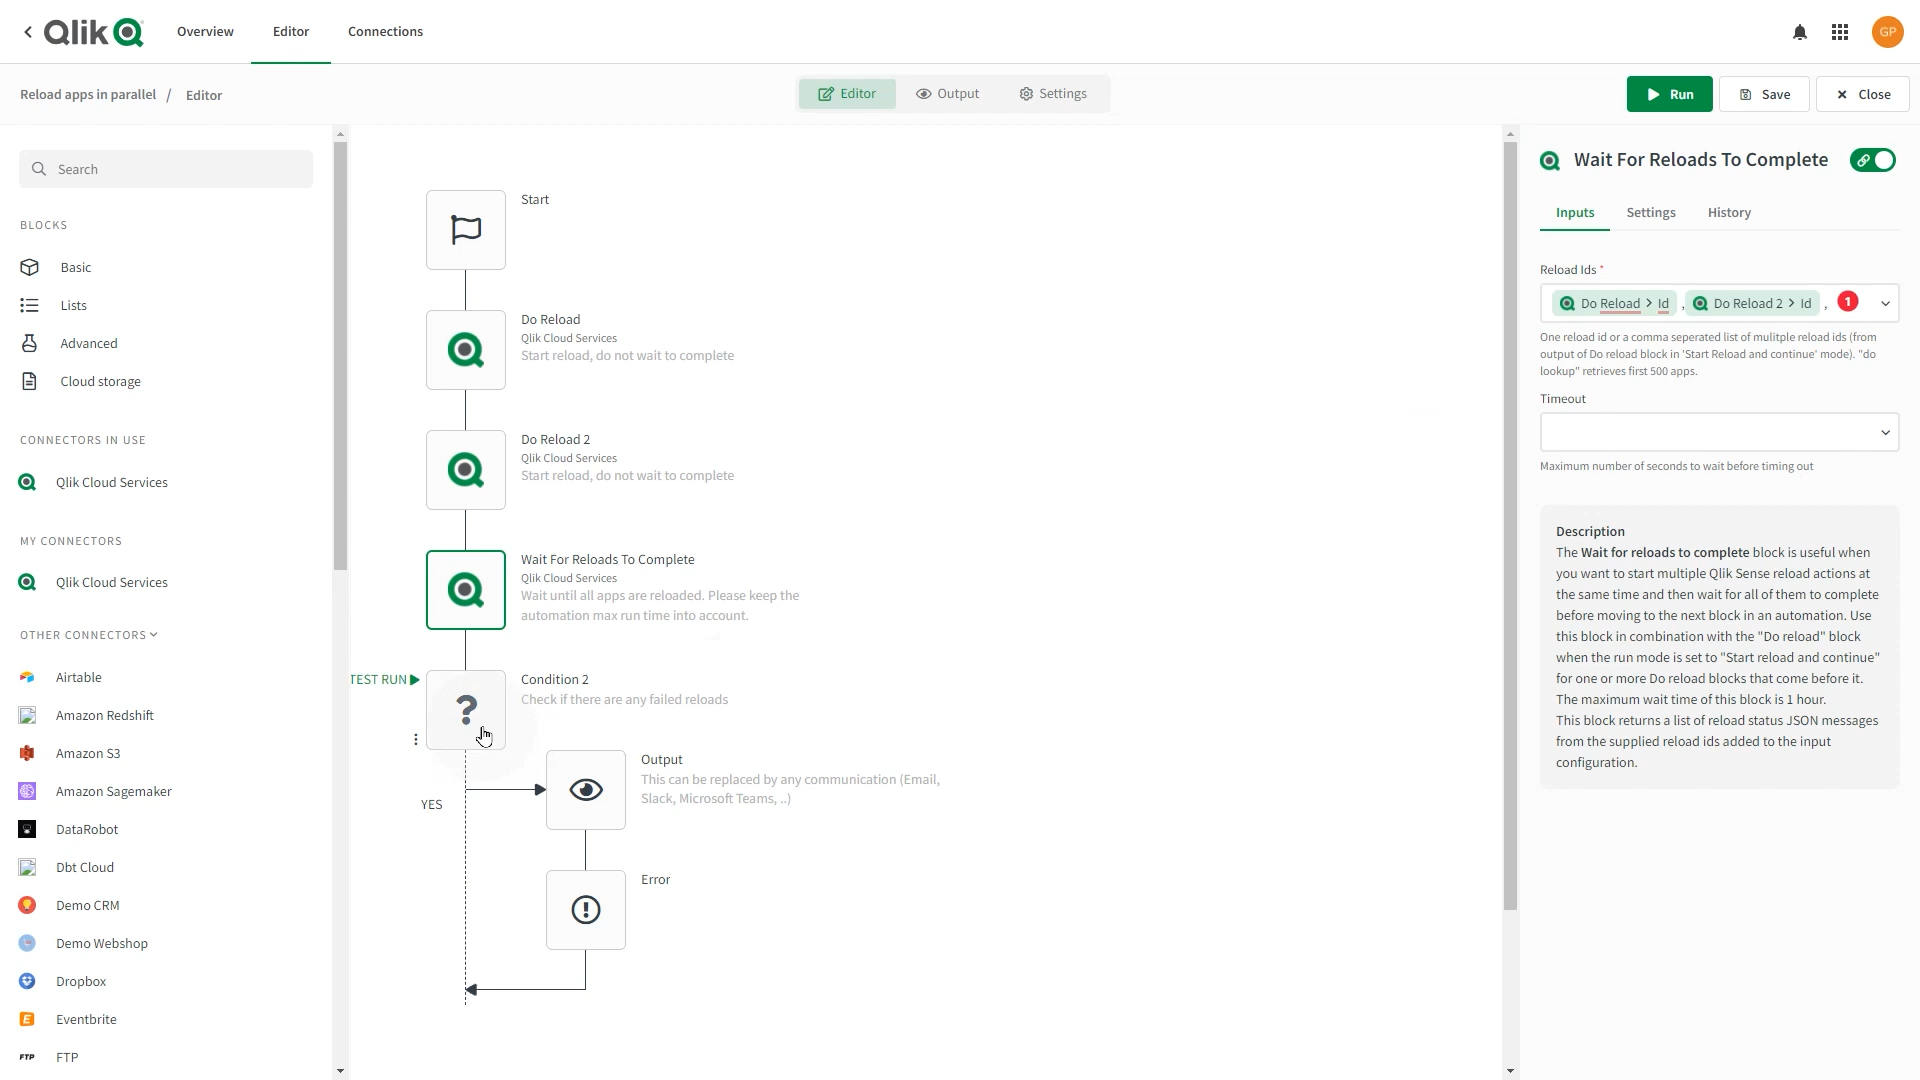 Qlik
Overview
Editor
Connections
GP
Reload apps in parallel / Editor
Editor
Output
Settings
Run
Save
Close
Search
BLOCKS
Basic
Lists
Advanced
Cloud storage
CONNECTORS IN USE
Qlik Cloud Services
MY CONNECTORS
Qlik Cloud Services
OTHER CONNECTORS
Airtable
Amazon Redshift
Amazon S3
Amazon Sagemaker
DataRobot
Dbt Cloud
Demo CRM
Demo Webshop
Dropbox
Eventbrite
FTP FTP
Start
Do Reload
Qlik Cloud Services
Start reload, do not wait to complete
Do Reload 2
Qlik Cloud Services
Start reload, do not wait to complete
Wait For Reloads To Complete
Qlik Cloud Services
Wait until all apps are reloaded. Please keep the
automation max run time into account.
TEST RUN
?
Condition 2
Check if there are any failed reloads
YES
Output
This can be replaced by any communication (Email,
Slack, Microsoft Teams, ..)
Error
Wait For Reloads To Complete
Inputs
Settings
History
Reload Ids *
Do Reload > Id , Do Reload 2 > Id , 1
One reload id or a comma seperated list of mulitple reload ids (from
output of Do reload block in 'Start Reload and continue' mode). "do
lookup" retrieves first 500 apps.
Timeout
Maximum number of seconds to wait before timing out
Description
The Wait for reloads to complete block is useful when
you want to start multiple Qlik Sense reload actions at
the same time and then wait for all of them to complete
before moving to the next block in an automation. Use
this block in combination with the "Do reload" block
when the run mode is set to "Start reload and continue"
for one or more Do reload blocks that come before it.
The maximum wait time of this block is 1 hour.
This block returns a list of reload status JSON messages
from the supplied reload ids added to the input
configuration.